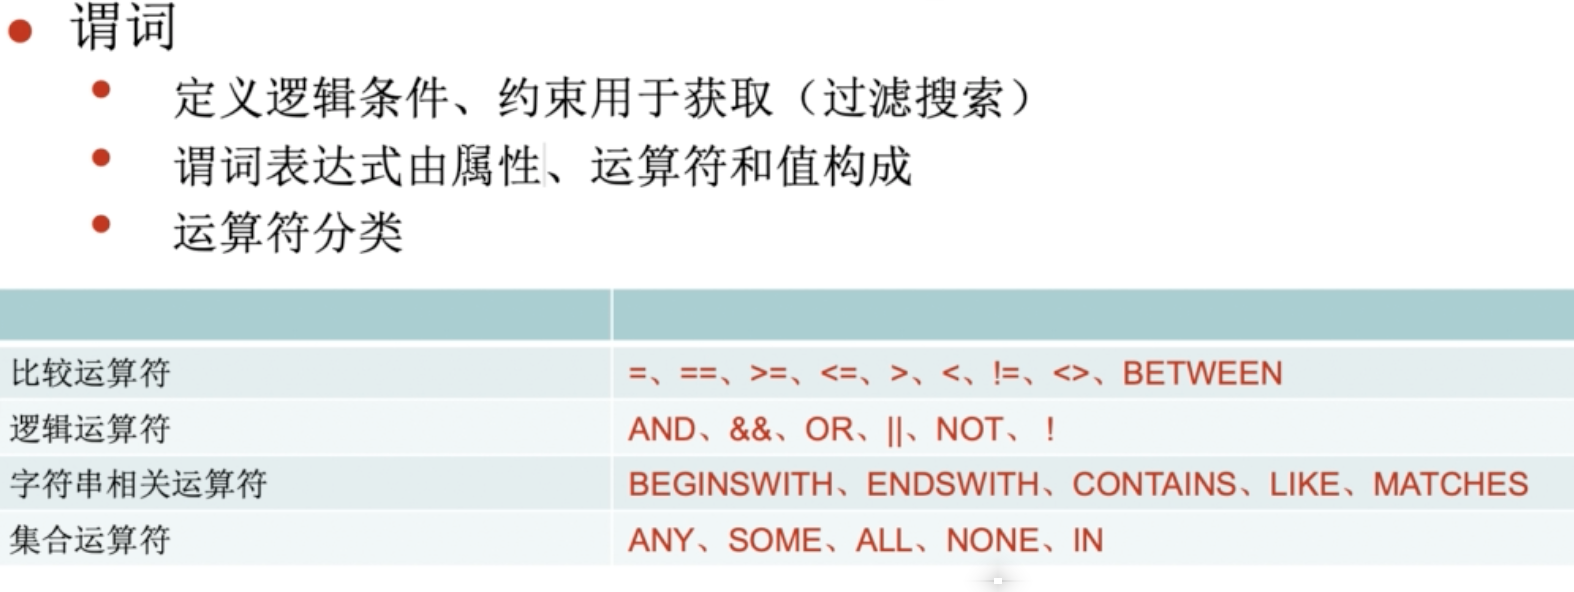 谓词
定义逻辑条件、约束用于获取（过滤搜索）
谓词表达式由属性、运算符和值构成
运算符分类
比较运算符 =、==、>=、<=、>、<、!=、<>、BETWEEN
逻辑运算符 AND、&&、OR、||、NOT、！
字符串相关运算符 BEGINSWITH、ENDSWITH、CONTAINS、LIKE、MATCHES
集合运算符 ANY、SOME、ALL、NONE、IN